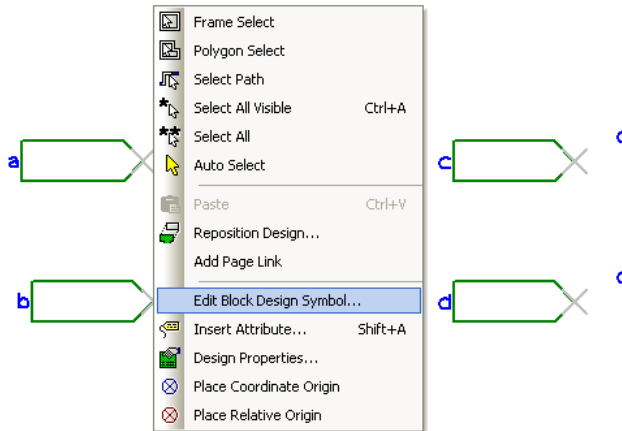 Frame Select
Polygon Select
Select Path
Select All Visible Ctrl+A
Select All
Auto Select
a
c
Paste Ctrl+V
Reposition Design...
Add Page Link
b
Edit Block Design Symbol...
d
Insert Attribute... Shift+A
Design Properties...
Place Coordinate Origin
Place Relative Origin